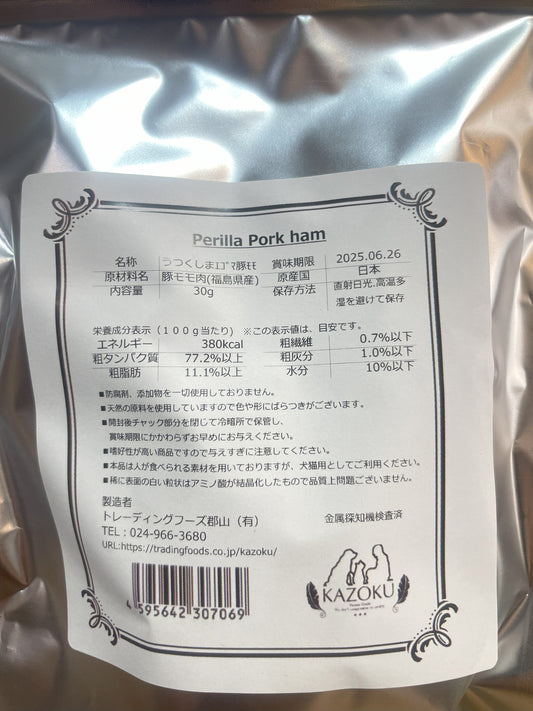 Perilla Pork ham
名称 うつくしまエゴマ豚モモ 賞味期限 2025.06.26
原材料名 豚モモ肉(福島県産) 原産国 日本
内容量 30g 保存方法 直射日光.高温多
湿を避けて保存
栄養成分表示(100g当たり) ※この表示値は、目安です。
エネルギー 380kcal 粗繊維 0.7%以下
粗タンパク質 77.2%以上 粗灰分 1.0%以下
粗脂肪 11.1%以上 水分 10%以下
■防腐剤、添加物を一切使用しておりません。
■天然の原料を使用していますので色や形にばらつきがございます。
■開封後チャック部分を閉じて冷暗所で保管し、
賞味期限にかかわらずお早めにお与えください。
■嗜好性が高い商品ですので与えすぎに注意してください。
■本品は人が食べられる素材を用いておりますが、犬猫用としてご利用ください。
■稀に表面の白い粒状はアミノ酸が結晶化したもので品質上問題ございません。
製造者
トレーディングフーズ郡山(有) 金属探知機検査済
TEL:024-966-3680
URL:https://tradingfoods.co.jp/kazoku/
4 595642 307069
KAZOKU